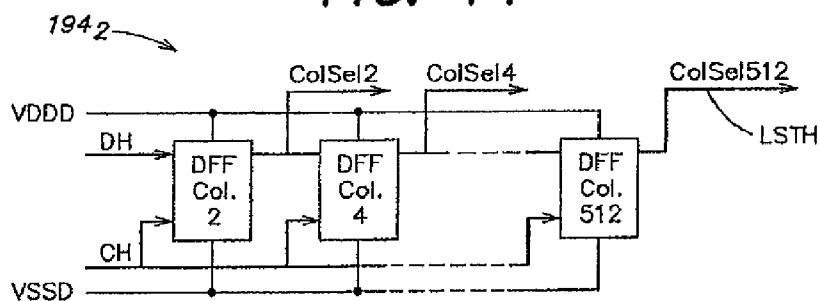 194₂
ColSel2
ColSel4
ColSel512
VDDD
DH
LSTH
DFF
Col.
2
DFF
Col.
4
DFF
Col.
512
CH
VSSD